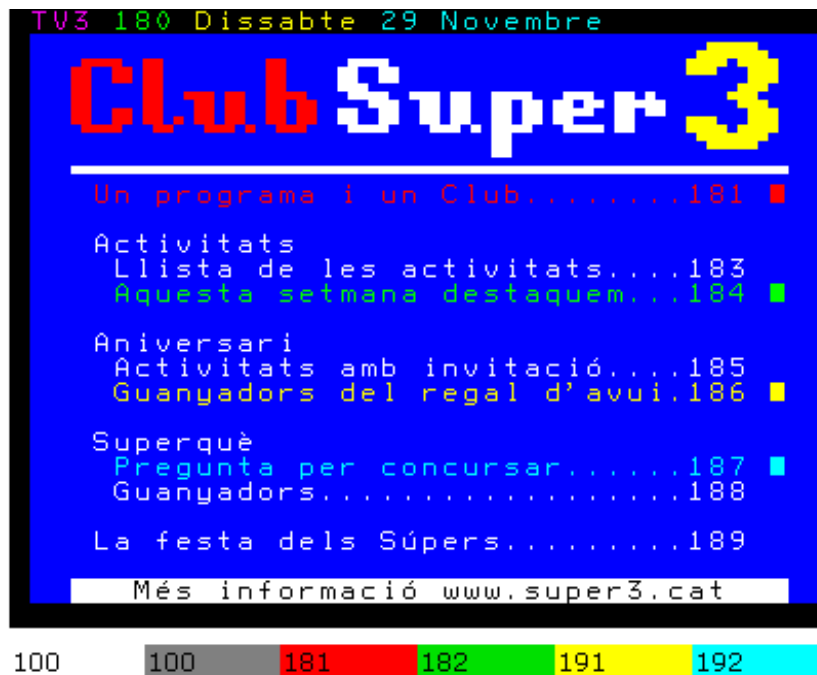 TV3 180 Dissabte 29 Novembre
Club Super 3
Un programa i un Club........181
Activitats
Llista de les activitats....183
Aquesta setmana destaquem...184
Aniversari
Activitats amb invitació....185
Guanyadors del regal d'avui.186
Superquè
Pregunta per concursar......187
Guanyadors..................188
La festa dels Súpers.........189
Més informació www.super3.cat
100 100 181 182 191 192